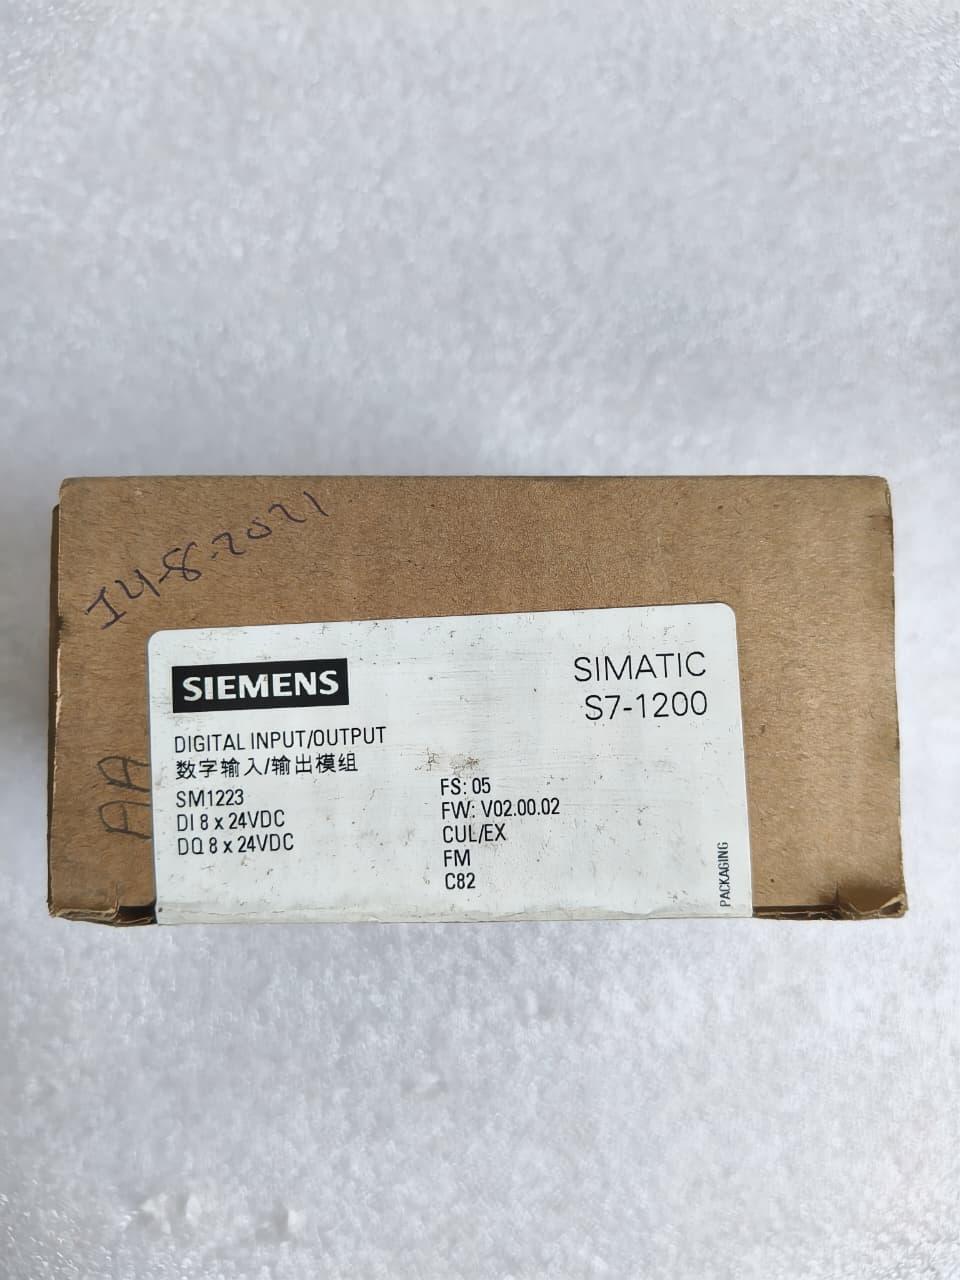 14-8-2021
AA
SIEMENS
SIMATIC
S7-1200
DIGITAL INPUT/OUTPUT
数字输入/输出模组
SM1223
DI 8 x 24VDC
DQ 8 x 24VDC
FS: 05
FW: V02.00.02
CUL/EX
FM
C82
PACKAGING